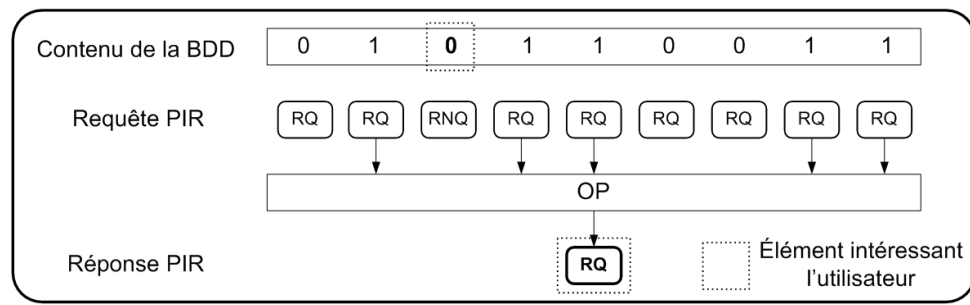 Contenu de la BDD 0 1 0 1 1 0 0 1 1
Requête PIR RQ RQ RNQ RQ RQ RQ RQ RQ RQ
OP
Réponse PIR RQ Élément intéressant
l'utilisateur